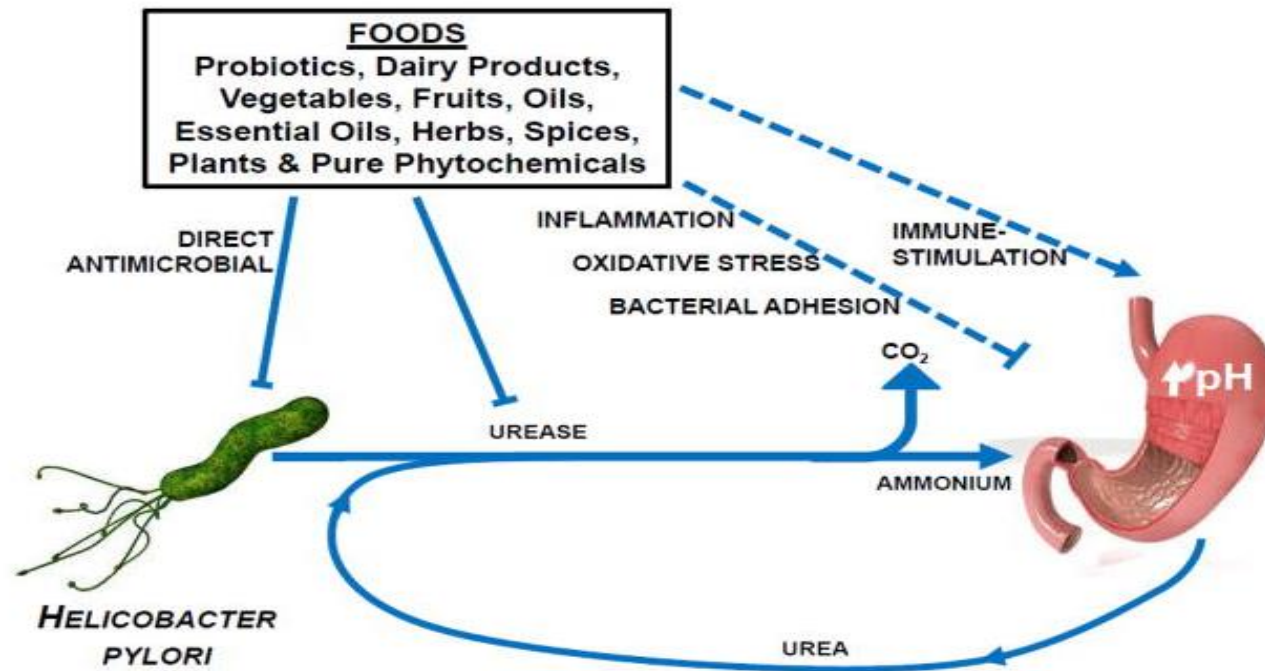 FOODS
Probiotics, Dairy Products,
Vegetables, Fruits, Oils,
Essential Oils, Herbs, Spices,
Plants & Pure Phytochemicals
DIRECT
ANTIMICROBIAL
INFLAMMATION
OXIDATIVE STRESS
BACTERIAL ADHESION
IMMUNE-
STIMULATION
CO₂
pH
UREASE
AMMONIUM
HELICOBACTER
PYLORI
UREA